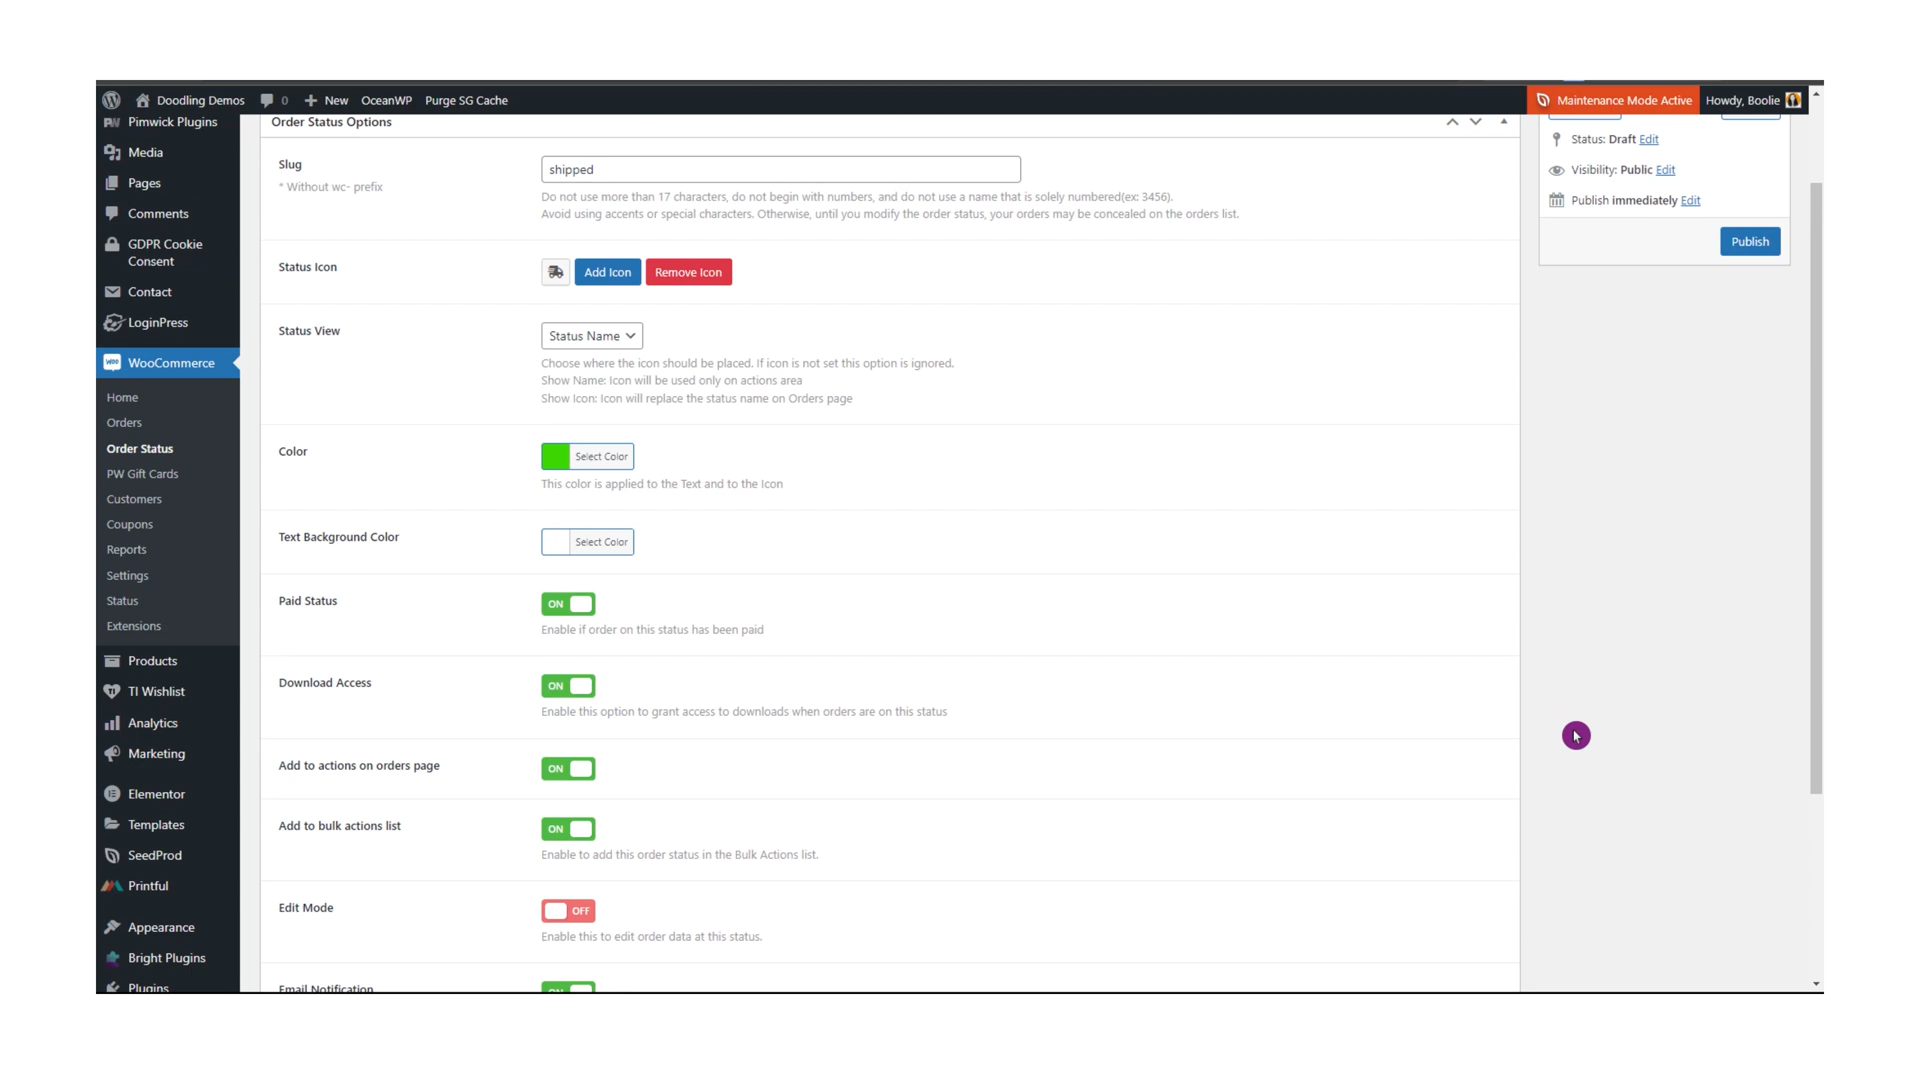 Doodling Demos
0
New
OceanWP
Purge SG Cache
Maintenance Mode Active
Howdy, Boolie
Pimwick Plugins
Media
Pages
Comments
GDPR Cookie
Consent
Contact
LoginPress
WooCommerce
Home
Orders
Order Status
PW Gift Cards
Customers
Coupons
Reports
Settings
Status
Extensions
Products
TI Wishlist
Analytics
Marketing
Elementor
Templates
SeedProd
Printful
Appearance
Bright Plugins
Plugins
Order Status Options
Slug
* Without wc- prefix
shipped
Do not use more than 17 characters, do not begin with numbers, and do not use a name that is solely numbered(ex: 3456).
Avoid using accents or special characters. Otherwise, until you modify the order status, your orders may be concealed on the orders list.
Status Icon
Add Icon
Remove Icon
Status View
Status Name
Choose where the icon should be placed. If icon is not set this option is ignored.
Show Name: Icon will be used only on actions area
Show Icon: Icon will replace the status name on Orders page
Color
Select Color
This color is applied to the Text and to the Icon
Text Background Color
Select Color
Paid Status
ON
Enable if order on this status has been paid
Download Access
ON
Enable this option to grant access to downloads when orders are on this status
Add to actions on orders page
ON
Add to bulk actions list
ON
Enable to add this order status in the Bulk Actions list.
Edit Mode
OFF
Enable this to edit order data at this status.
Email Notification
ON
Status: Draft Edit
Visibility: Public Edit
Publish immediately Edit
Publish